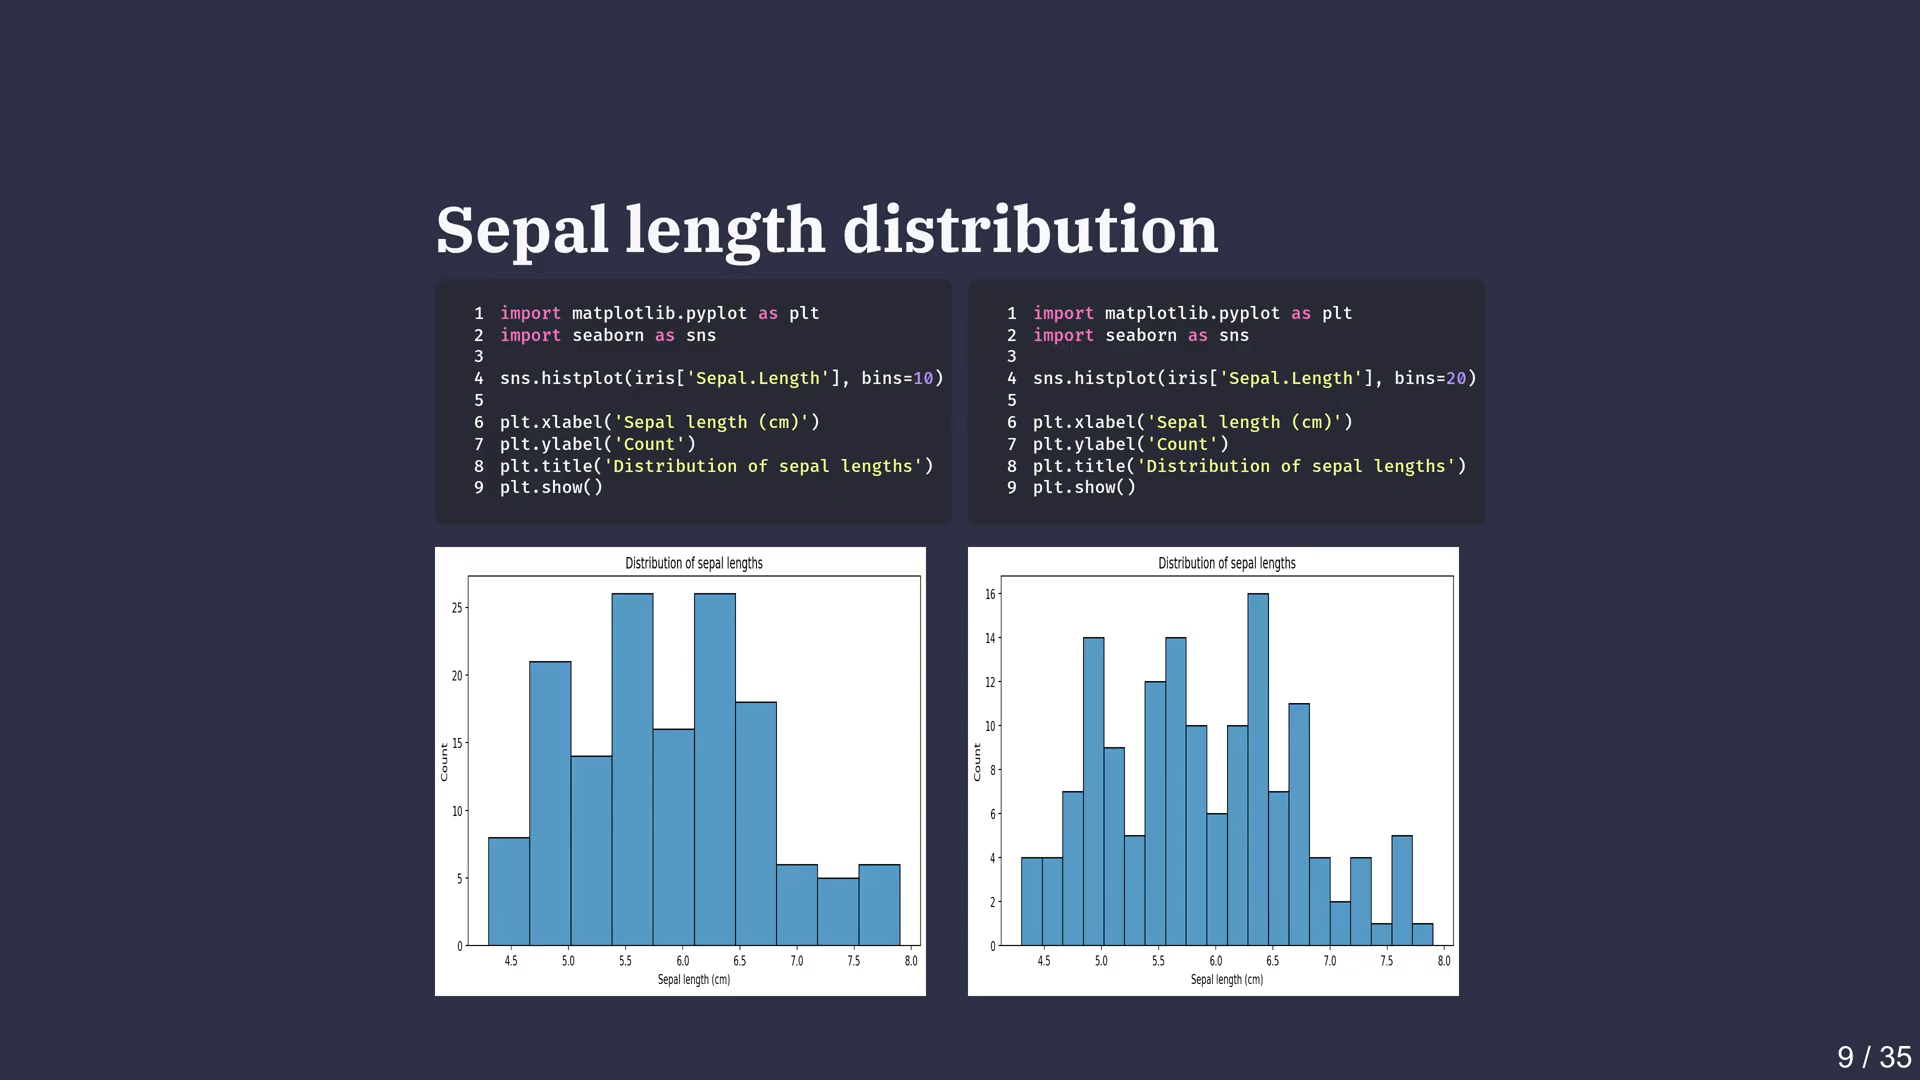 Sepal length distribution
1 import matplotlib.pyplot as plt
2 import seaborn as sns
3
4 sns.histplot(iris['Sepal.Length'], bins=10)
5
6 plt.xlabel('Sepal length (cm)')
7 plt.ylabel('Count')
8 plt.title('Distribution of sepal lengths')
9 plt.show()
1 import matplotlib.pyplot as plt
2 import seaborn as sns
3
4 sns.histplot(iris['Sepal.Length'], bins=20)
5
6 plt.xlabel('Sepal length (cm)')
7 plt.ylabel('Count')
8 plt.title('Distribution of sepal lengths')
9 plt.show()
Distribution of sepal lengths
25
20
15
10
5
0
Count
4.5 5.0 5.5 6.0 6.5 7.0 7.5 8.0
Sepal length (cm)
Distribution of sepal lengths
16
14
12
10
8
6
4
2
0
Count
4.5 5.0 5.5 6.0 6.5 7.0 7.5 8.0
Sepal length (cm)
9 / 35